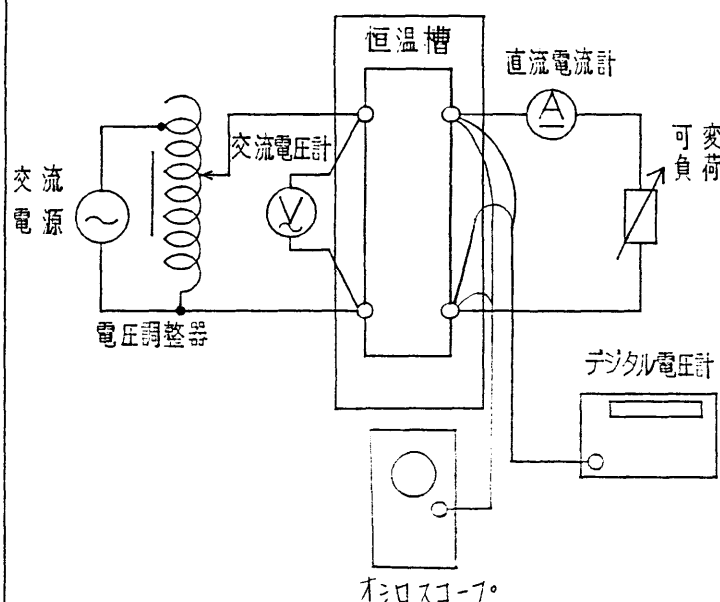 恒温槽
直流電流計
A
可変
負荷
交流電圧計
V
交流
電源
電圧調整器
デジタル電圧計
オシロスコープ